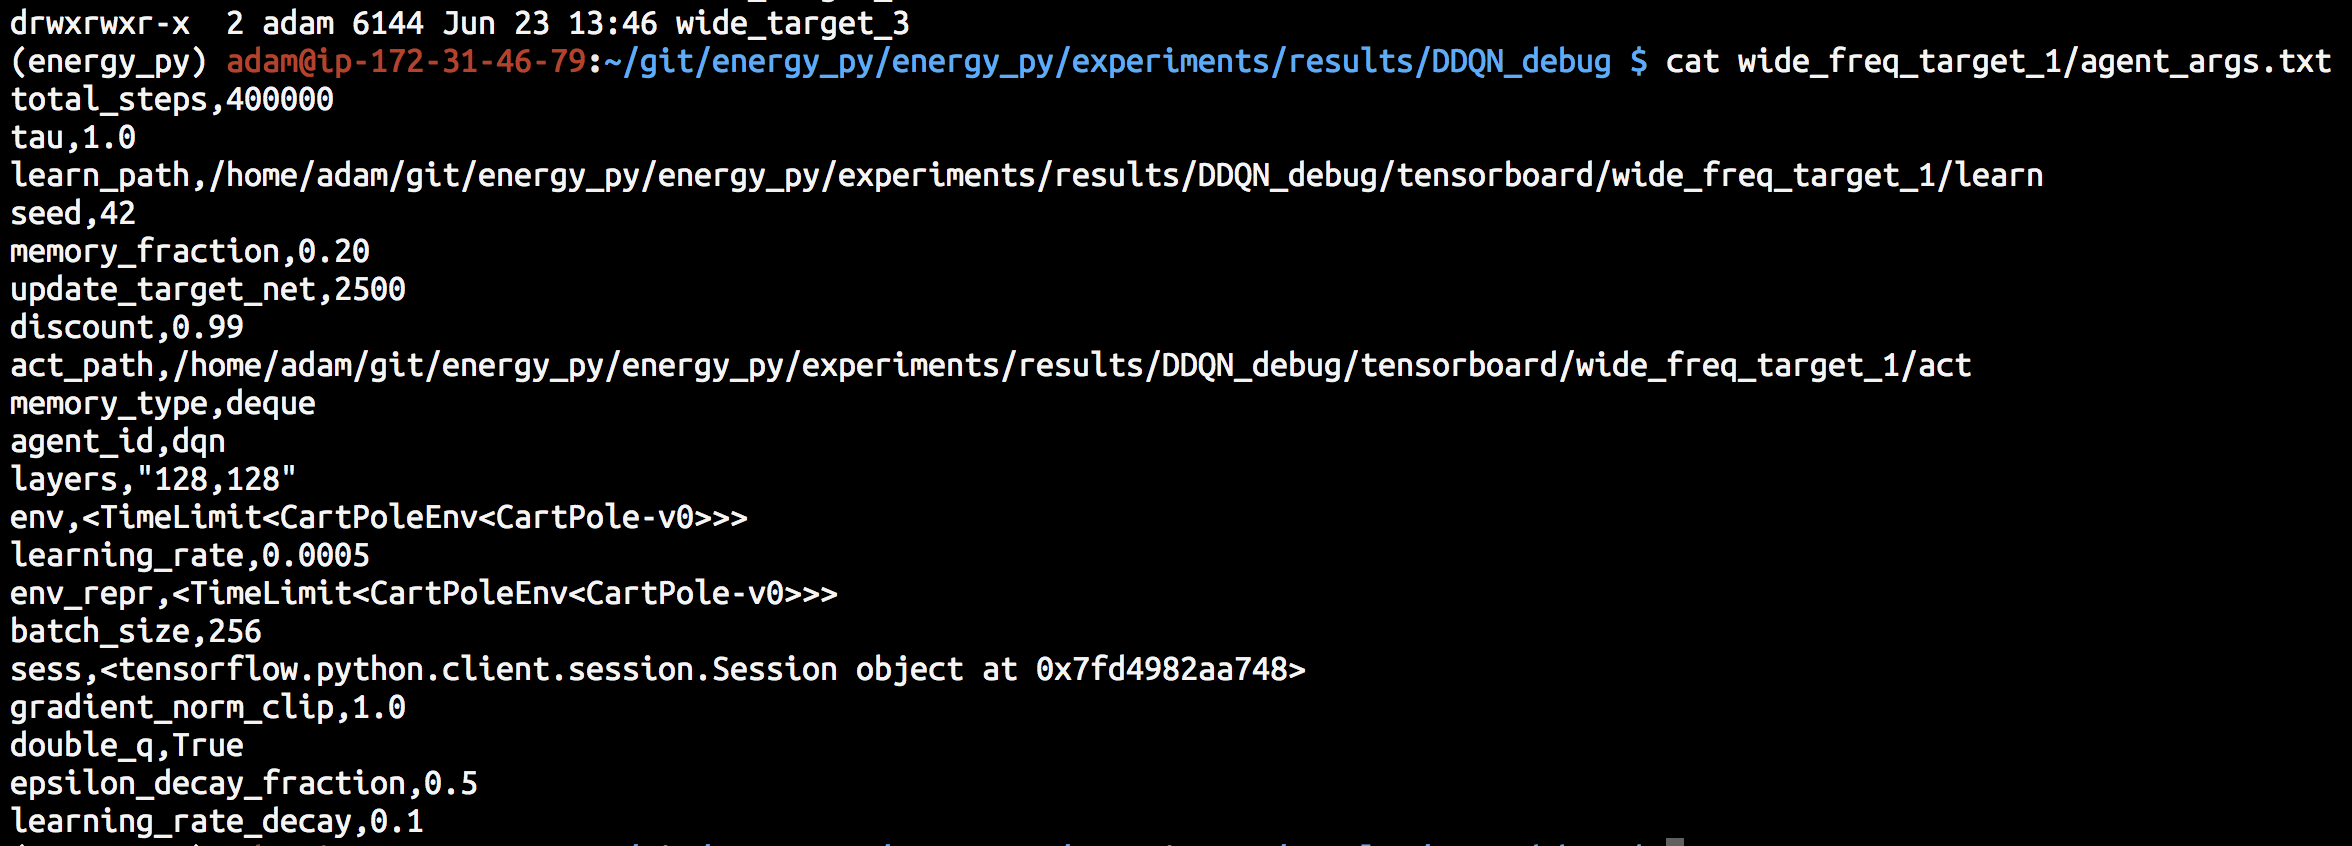 drwxrwxr-x  2 adam 6144 Jun 23 13:46 wide_target_3
(energy_py) adam@ip-172-31-46-79:~/git/energy_py/energy_py/experiments/results/DDQN_debug $ cat wide_freq_target_1/agent_args.txt
total_steps,400000
tau,1.0
learn_path,/home/adam/git/energy_py/energy_py/experiments/results/DDQN_debug/tensorboard/wide_freq_target_1/learn
seed,42
memory_fraction,0.20
update_target_net,2500
discount,0.99
act_path,/home/adam/git/energy_py/energy_py/experiments/results/DDQN_debug/tensorboard/wide_freq_target_1/act
memory_type,deque
agent_id,dqn
layers,"128,128"
env,<TimeLimit<CartPoleEnv<CartPole-v0>>>
learning_rate,0.0005
env_repr,<TimeLimit<CartPoleEnv<CartPole-v0>>>
batch_size,256
sess,<tensorflow.python.client.session.Session object at 0x7fd4982aa748>
gradient_norm_clip,1.0
double_q,True
epsilon_decay_fraction,0.5
learning_rate_decay,0.1